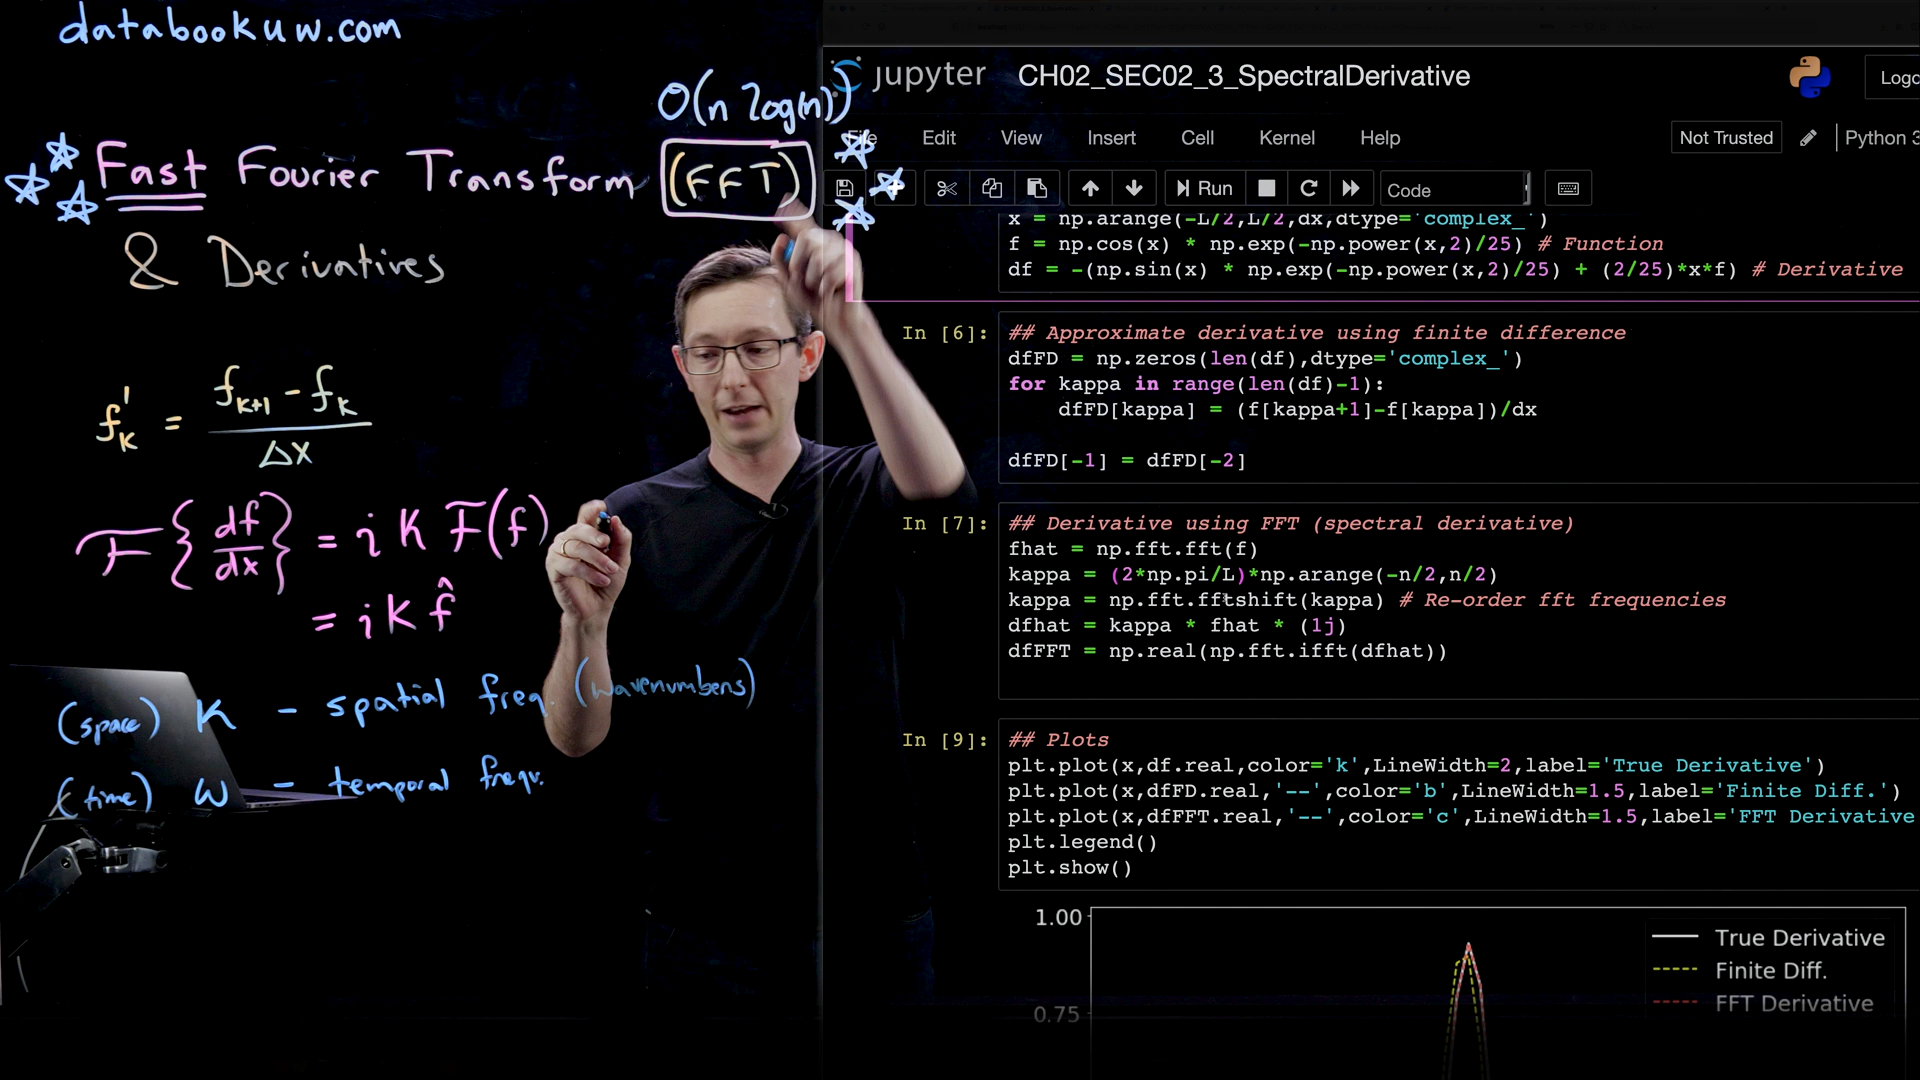 databookuw.com
O(n log(n))
Fast Fourier Transform (FFT)
& Derivatives
f'k = fk+1 - fk
Δx
F{df/dx} = i K F(f)
= i K f̂
(space) K - spatial freq. (wavenumbers)
(time) ω - temporal frequ.
jupyter CH02_SEC02_3_SpectralDerivative
File Edit View Insert Cell Kernel Help Not Trusted Python 3
Run Code
x = np.arange(-L/2,L/2,dx,dtype='complex_')
f = np.cos(x) * np.exp(-np.power(x,2)/25) # Function
df = -(np.sin(x) * np.exp(-np.power(x,2)/25) + (2/25)*x*f) # Derivative
In [6]: ## Approximate derivative using finite difference
dfFD = np.zeros(len(df),dtype='complex_')
for kappa in range(len(df)-1):
    dfFD[kappa] = (f[kappa+1]-f[kappa])/dx
dfFD[-1] = dfFD[-2]
In [7]: ## Derivative using FFT (spectral derivative)
fhat = np.fft.fft(f)
kappa = (2*np.pi/L)*np.arange(-n/2,n/2)
kappa = np.fft.fftshift(kappa) # Re-order fft frequencies
dfhat = kappa * fhat * (1j)
dfFFT = np.real(np.fft.ifft(dfhat))
In [9]: ## Plots
plt.plot(x,df.real,color='k',LineWidth=2,label='True Derivative')
plt.plot(x,dfFD.real,'--',color='b',LineWidth=1.5,label='Finite Diff.')
plt.plot(x,dfFFT.real,'--',color='c',LineWidth=1.5,label='FFT Derivative
plt.legend()
plt.show()
1.00
True Derivative
Finite Diff.
FFT Derivative
0.75